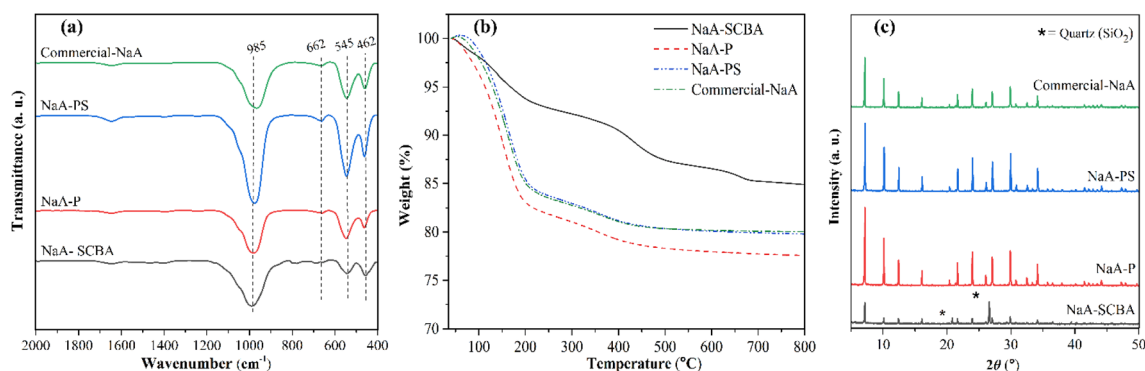 (a)
985
662
545
462
Commercial-NaA
NaA-PS
NaA-P
NaA- SCBA
Transmittance (a. u.)
2000
1600
1200
1000
800
600
400
Wavenumber (cm⁻¹)
(b)
NaA-SCBA
NaA-P
NaA-PS
Commercial-NaA
Weight (%)
100
95
90
85
80
75
70
100
200
300
400
500
600
700
800
Temperature (°C)
(c)
*= Quartz (SiO₂)
Commercial-NaA
NaA-PS
NaA-P
*
*
NaA-SCBA
Intensity (a. u.)
10
20
30
40
50
2θ (°)